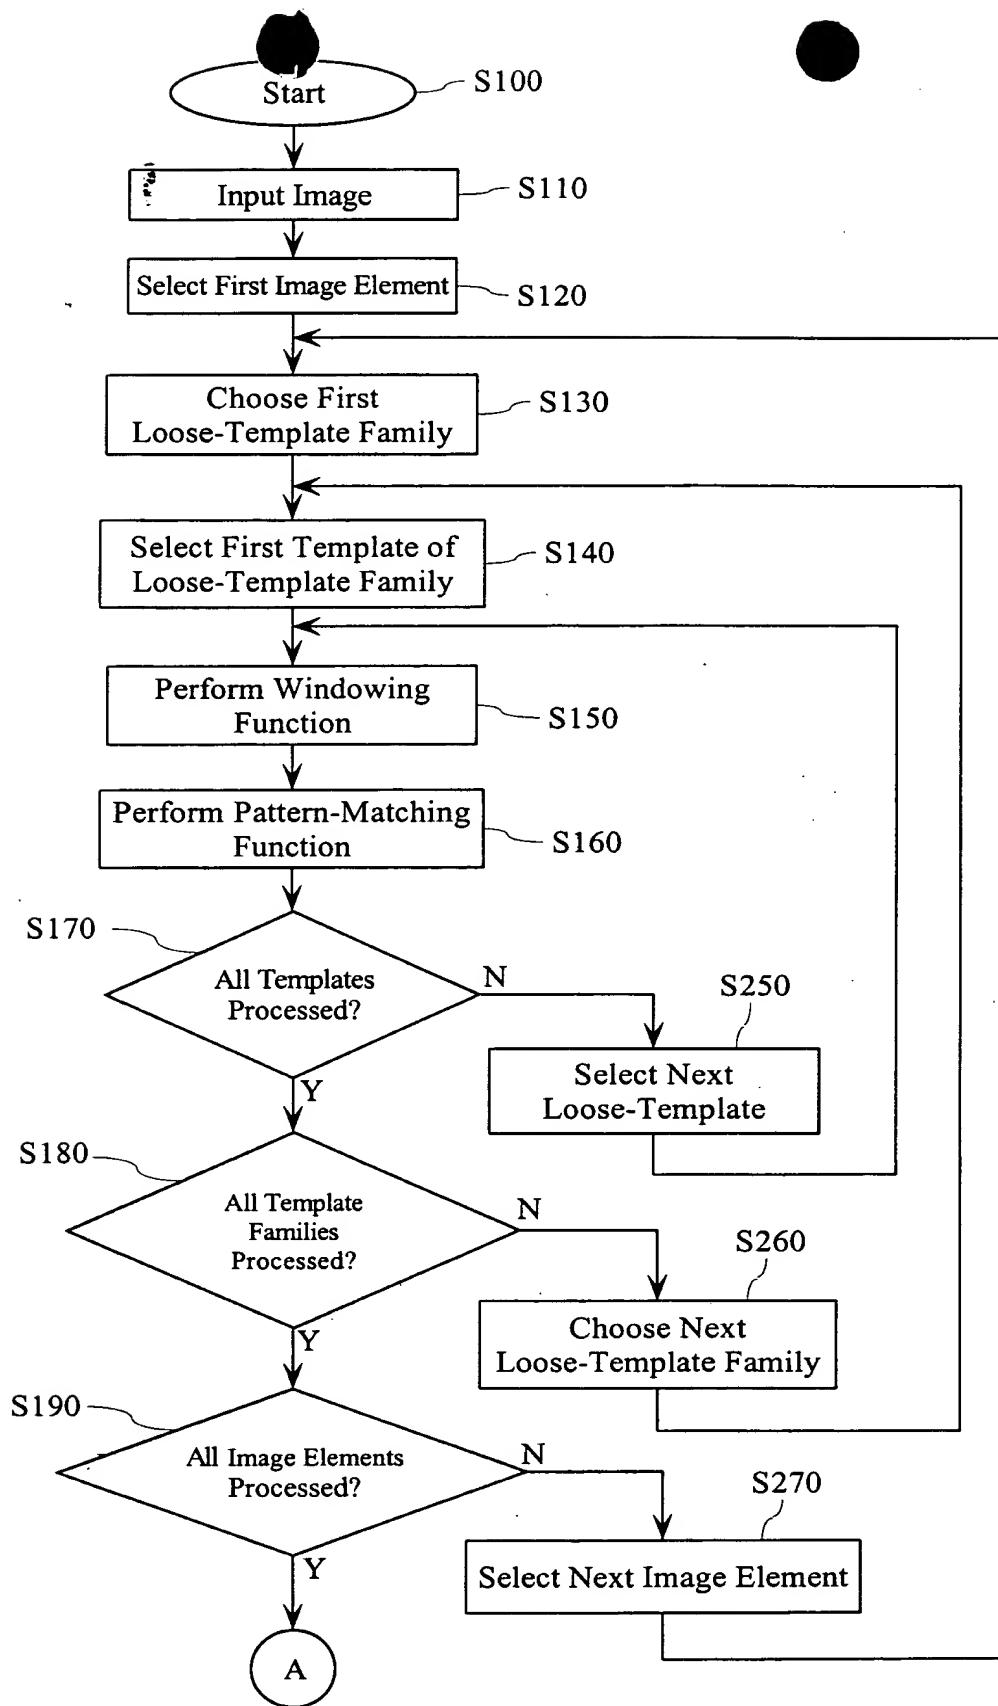 Start
S100
Input Image
S110
Select First Image Element
S120
Choose First
Loose-Template Family
S130
Select First Template of
Loose-Template Family
S140
Perform Windowing
Function
S150
Perform Pattern-Matching
Function
S160
S170
All Templates
Processed?
N
Y
S250
Select Next
Loose-Template
S180
All Template
Families
Processed?
N
Y
S260
Choose Next
Loose-Template Family
S190
All Image Elements
Processed?
N
Y
S270
Select Next Image Element
A